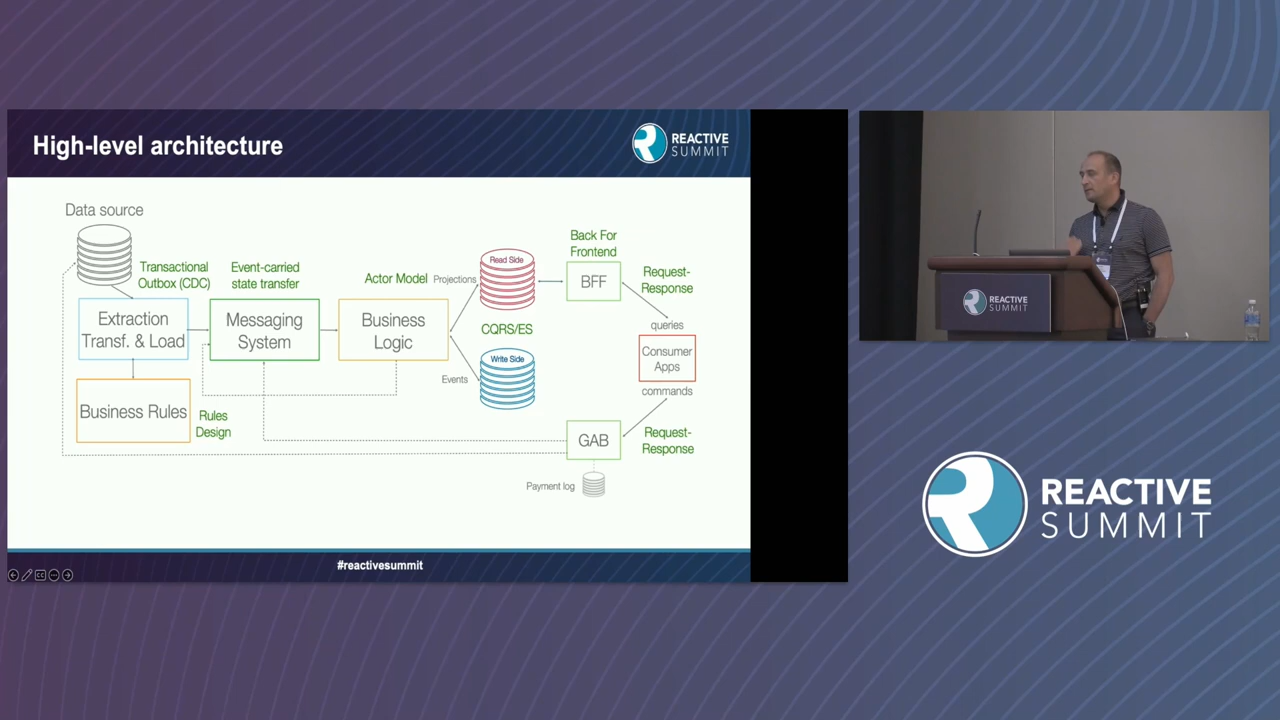 High-level architecture
REACTIVE
SUMMIT
Data source
Transactional
Outbox (CDC)
Event-carried
state transfer
Actor Model
Projections
Read Side
Back For
Frontend
BFF
Request-
Response
Extraction
Transf. & Load
Messaging
System
Business
Logic
CQRS/ES
queries
Consumer
Apps
commands
Write Side
Events
Business Rules
Rules
Design
GAB
Request-
Response
Payment log
#reactivesummit
REACTIVE
SUMMIT
REACTIVE
SUMMIT